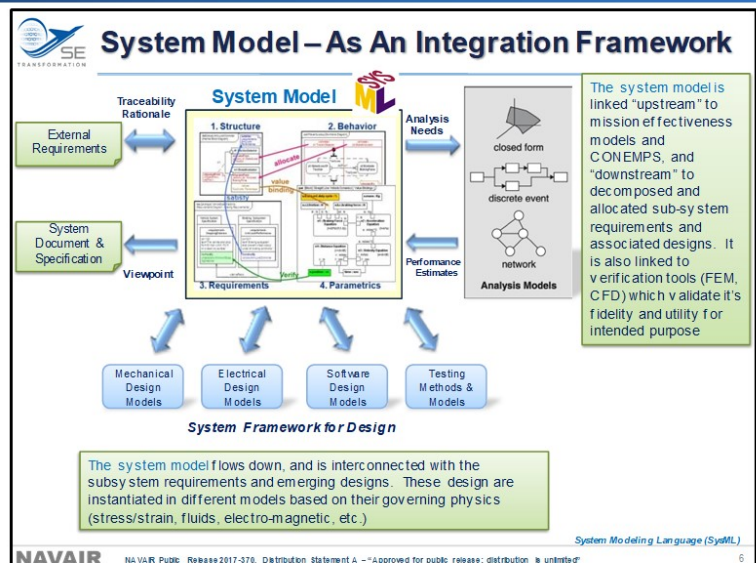 SE
TRANSFORMATION
System Model – As An Integration Framework
System Model
SYS
ML
Traceability
Rationale
External
Requirements
System
Document &
Specification
Viewpoint
1. Structure
2. Behavior
allocate
value
binding
satisfy
Verify
3. Requirements
4. Parametrics
Analysis
Needs
Performance
Estimates
closed form
discrete event
network
Analysis Models
The system model is
linked “upstream” to
mission effectiveness
models and
CONEMPS, and
“downstream” to
decomposed and
allocated sub-system
requirements and
associated designs. It
is also linked to
verification tools (FEM,
CFD) which validate it's
fidelity and utility for
intended purpose
Mechanical
Design
Models
Electrical
Design
Models
Software
Design
Models
Testing
Methods &
Models
System Framework for Design
The system model flows down, and is interconnected with the
subsystem requirements and emerging designs. These design are
instantiated in different models based on their governing physics
(stress/strain, fluids, electro-magnetic, etc.)
System Modeling Language (SysML)
NAVAIR
NAVAIR Public Release 2017-370. Distribution Statement A – “Approved for public release; distribution is unlimited”
6